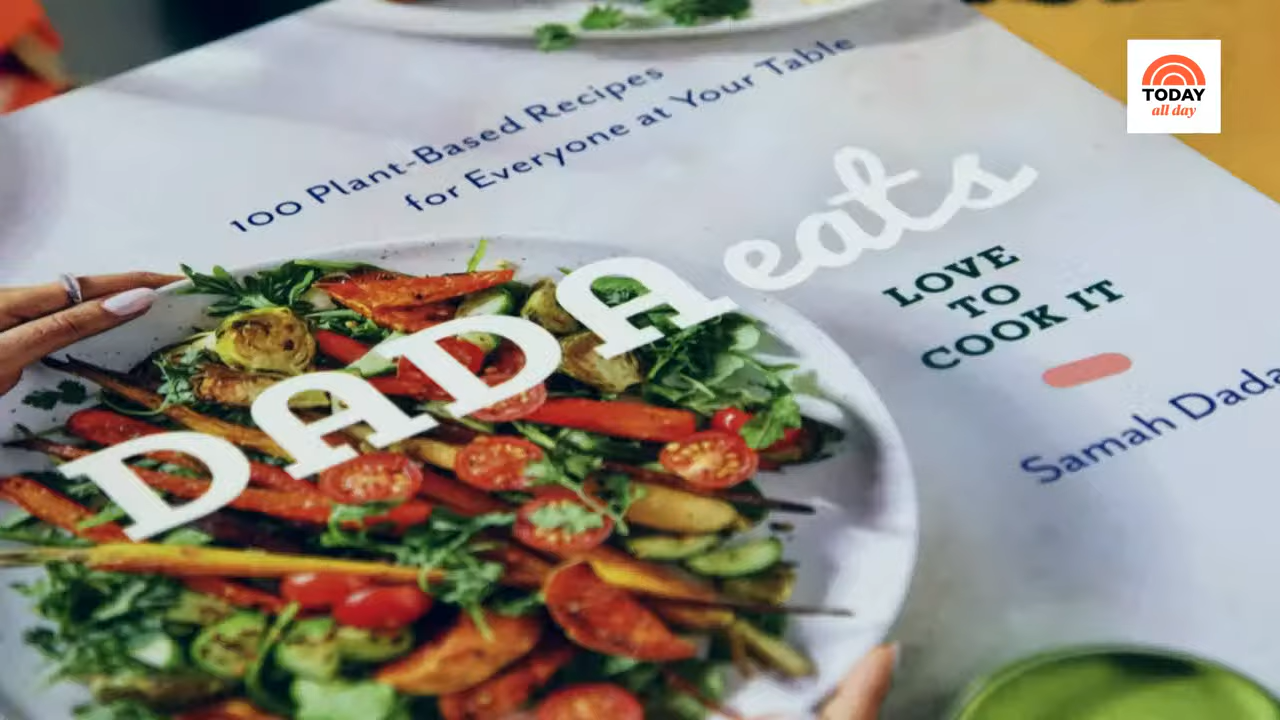 100 Plant-Based Recipes
for Everyone at Your Table
DADA eats
LOVE
TO
COOK IT
Samah Dada
TODAY
all day